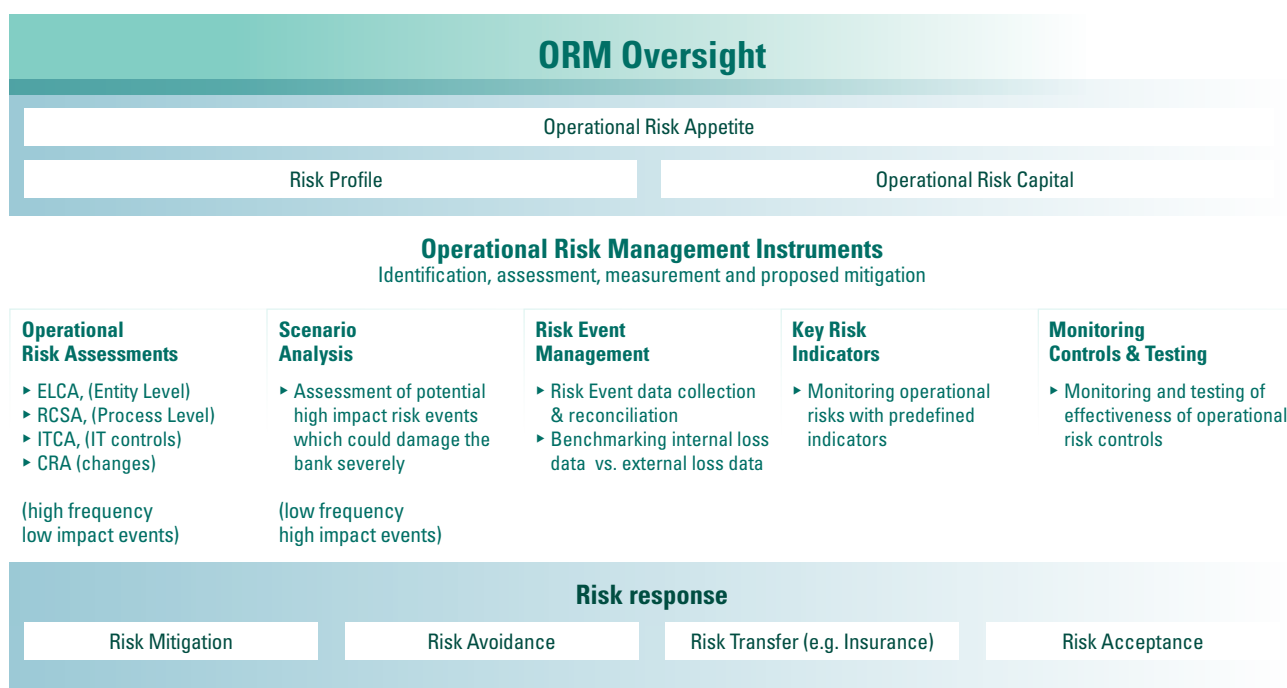 ORM Oversight
Operational Risk Appetite
Risk Profile
Operational Risk Capital
Operational Risk Management Instruments
Identification, assessment, measurement and proposed mitigation
Operational
Risk Assessments
▸ ELCA, (Entity Level)
▸ RCSA, (Process Level)
▸ ITCA, (IT controls)
▸ CRA (changes)
(high frequency
low impact events)
Scenario
Analysis
▸ Assessment of potential
high impact risk events
which could damage the
bank severely
(low frequency
high impact events)
Risk Event
Management
▸ Risk Event data collection
& reconciliation
▸ Benchmarking internal loss
data vs. external loss data
Key Risk
Indicators
▸ Monitoring operational
risks with predefined
indicators
Monitoring
Controls & Testing
▸ Monitoring and testing of
effectiveness of operational
risk controls
Risk response
Risk Mitigation
Risk Avoidance
Risk Transfer (e.g. Insurance)
Risk Acceptance